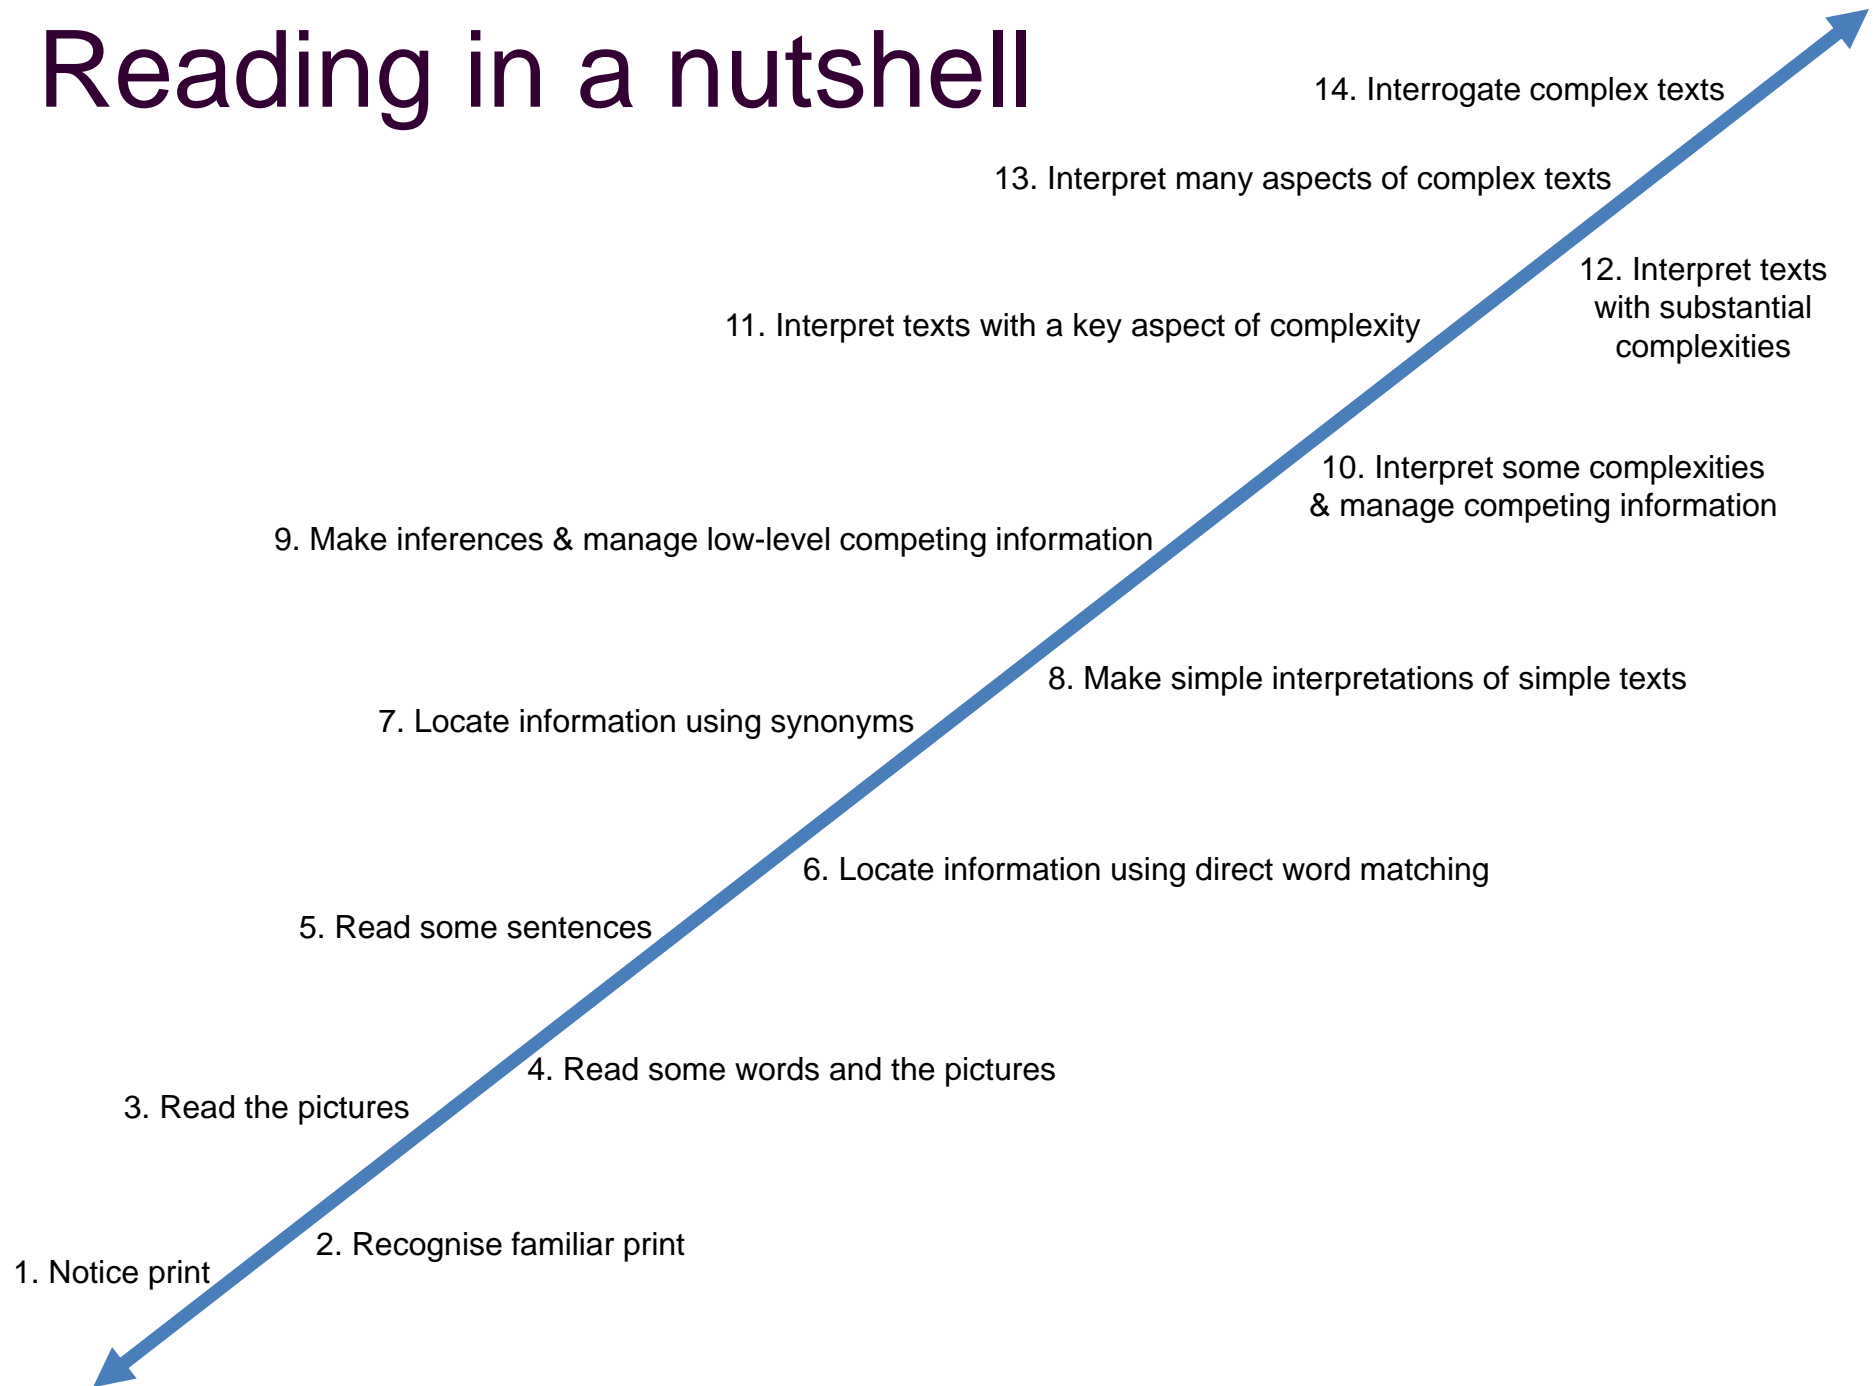 Reading in a nutshell
14. Interrogate complex texts
13. Interpret many aspects of complex texts
12. Interpret texts
with substantial
complexities
11. Interpret texts with a key aspect of complexity
10. Interpret some complexities
& manage competing information
9. Make inferences & manage low-level competing information
8. Make simple interpretations of simple texts
7. Locate information using synonyms
6. Locate information using direct word matching
5. Read some sentences
4. Read some words and the pictures
3. Read the pictures
2. Recognise familiar print
1. Notice print